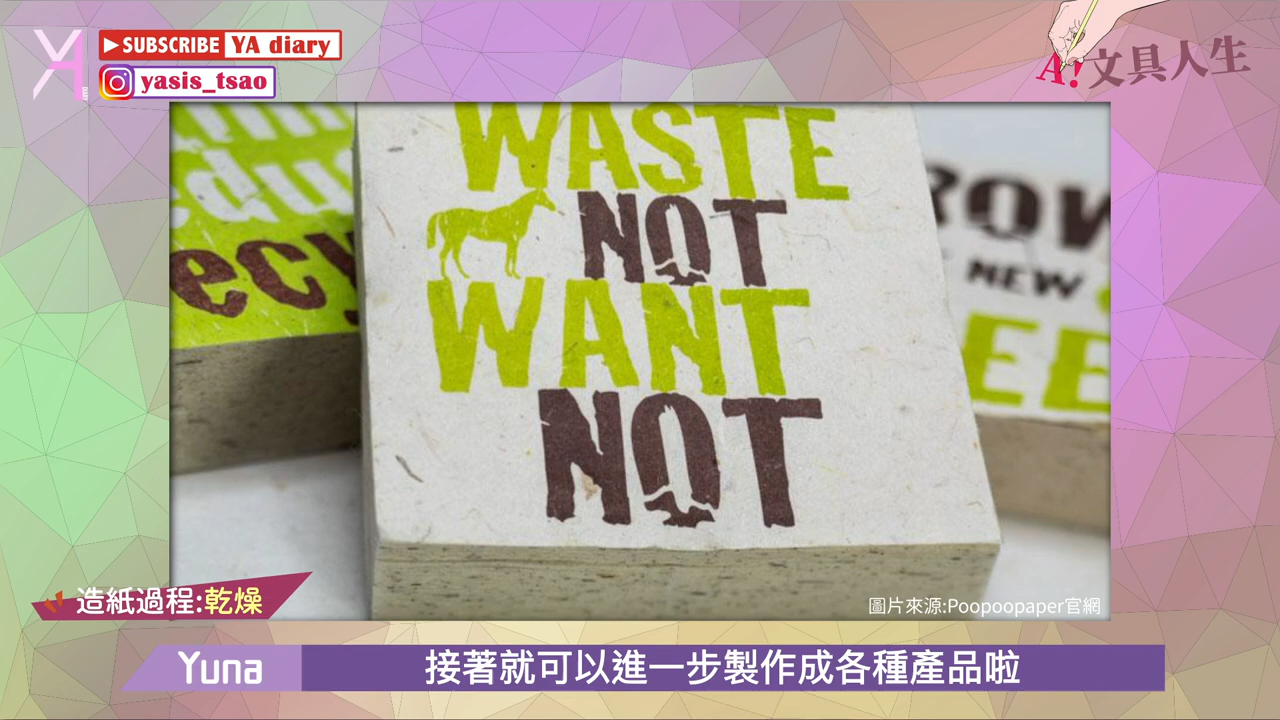 YA
SUBSCRIBE YA diary
yasis_tsao
A!文具人生
WASTE
NOT
WANT
NOT
ecy
NEW
造紙過程:乾燥
圖片來源:Poopoopaper官網
Yuna
接著就可以進一步製作成各種產品啦